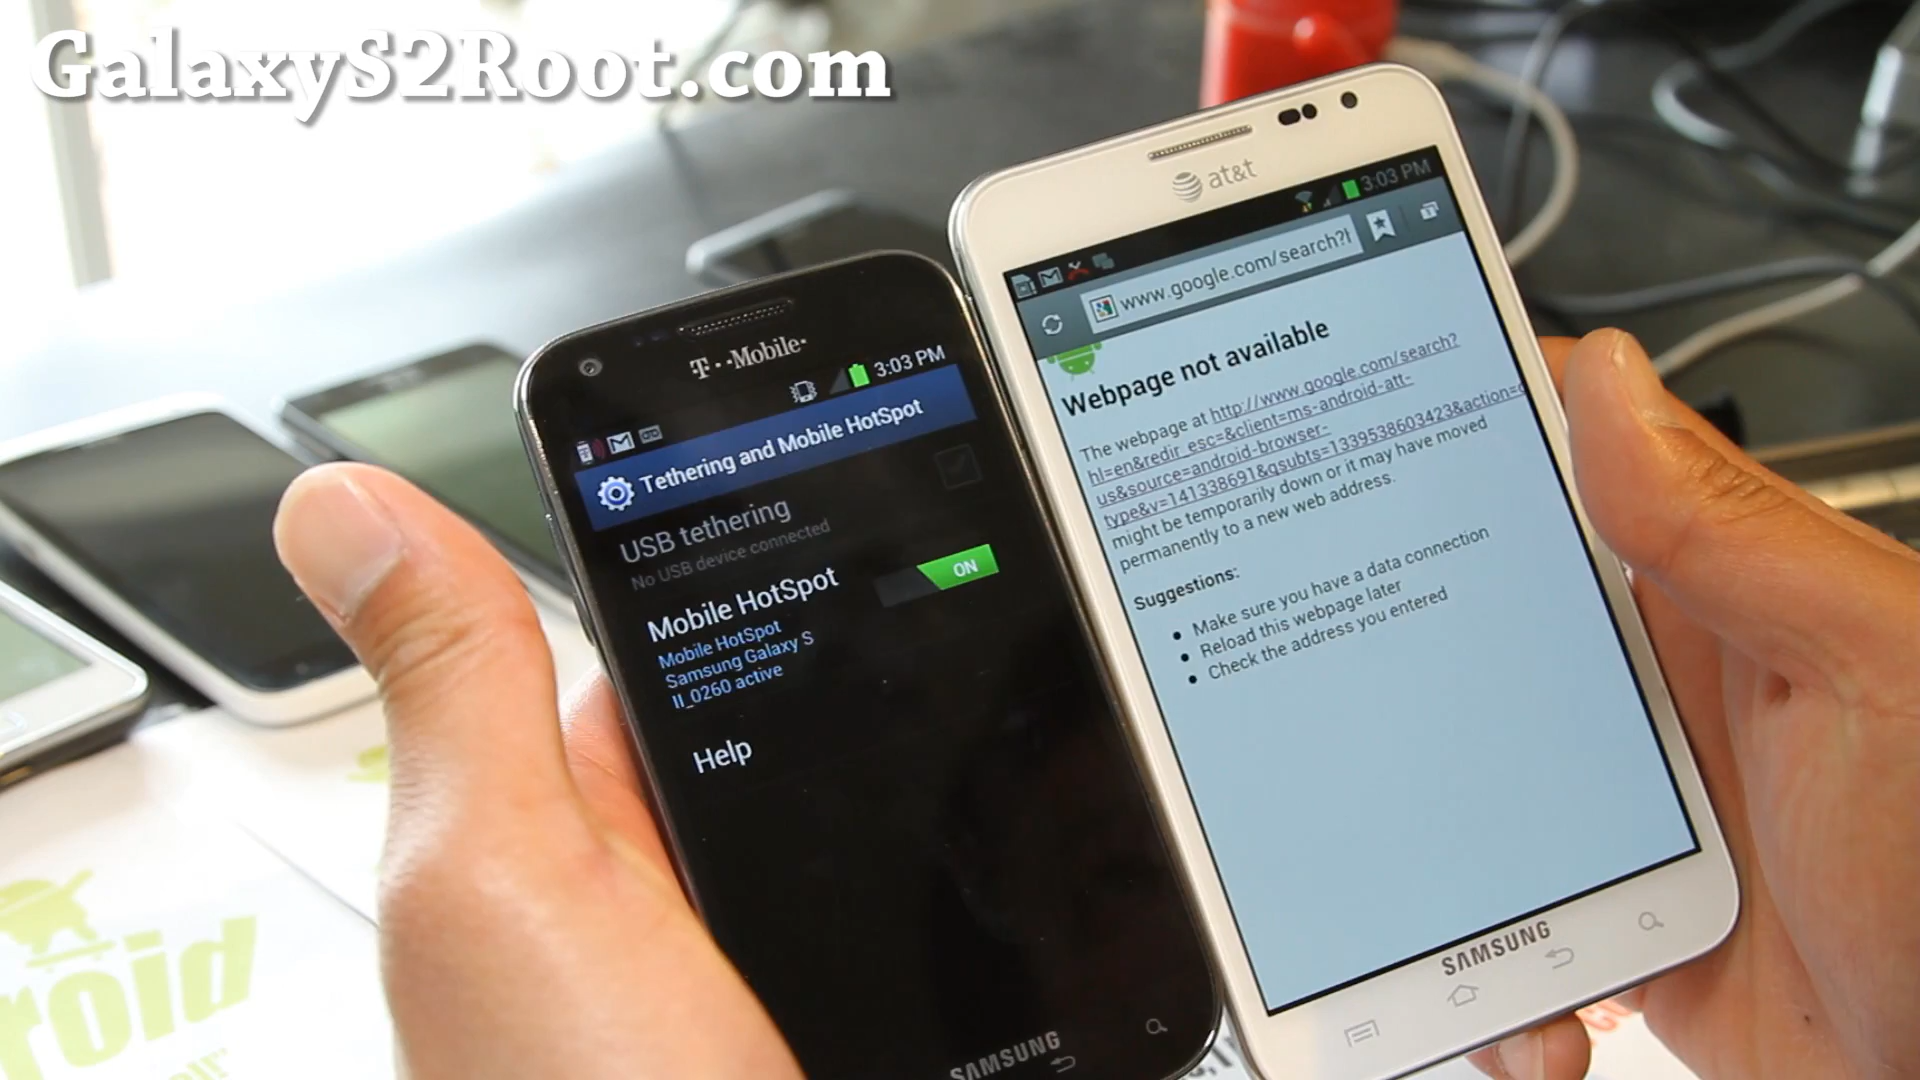 GalaxyS2Root.com
T··Mobile·
3:03 PM
Tethering and Mobile HotSpot
USB tethering
No USB device connected
Mobile HotSpot
ON
Mobile HotSpot
Samsung Galaxy S
II_0260 active
Help
SAMSUNG
at&t
3:03 PM
www.google.com/search?h
Webpage not available
The webpage at http://www.google.com/search?
hl=en&redir_esc=&client=ms-android-att-
us&source=android-browser-
type&v=141338691&qsubts=1339538603423&action=d
might be temporarily down or it may have moved
permanently to a new web address.
Suggestions:
• Make sure you have a data connection
• Reload this webpage later
• Check the address you entered
SAMSUNG
roid